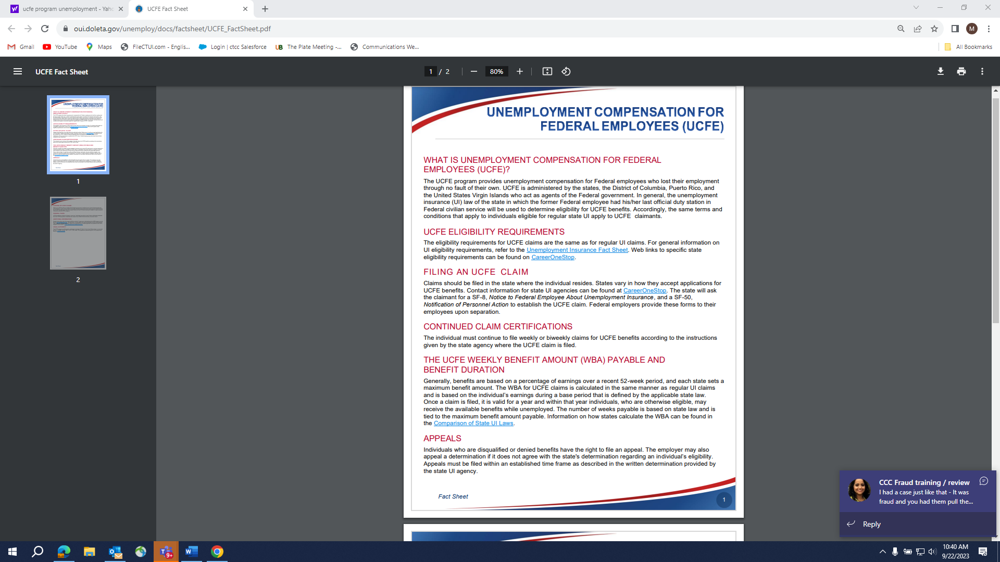 ucfe program unemployment - Yaho
UCFE Fact Sheet
oui.doleta.gov/unemploy/docs/factsheet/UCFE_FactSheet.pdf
M
Gmail
YouTube
Maps
FileCTUI.com - Englis...
Login | ctcc Salesforce
UB The Plate Meeting -...
Communications We...
All Bookmarks
UCFE Fact Sheet
1 / 2
80%
1
2
UNEMPLOYMENT COMPENSATION FOR
FEDERAL EMPLOYEES (UCFE)
WHAT IS UNEMPLOYMENT COMPENSATION FOR FEDERAL
EMPLOYEES (UCFE)?
The UCFE program provides unemployment compensation for Federal employees who lost their employment
through no fault of their own. UCFE is administered by the states, the District of Columbia, Puerto Rico, and
the United States Virgin Islands who act as agents of the Federal government. In general, the unemployment
insurance (UI) law of the state in which the former Federal employee had his/her last official duty station in
Federal civilian service will be used to determine eligibility for UCFE benefits. Accordingly, the same terms and
conditions that apply to individuals eligible for regular state UI apply to UCFE claimants.
UCFE ELIGIBILITY REQUIREMENTS
The eligibility requirements for UCFE claims are the same as for regular UI claims. For general information on
UI eligibility requirements, refer to the Unemployment Insurance Fact Sheet. Web links to specific state
eligibility requirements can be found on CareerOneStop.
FILING AN UCFE CLAIM
Claims should be filed in the state where the individual resides. States vary in how they accept applications for
UCFE benefits. Contact information for state UI agencies can be found at CareerOneStop. The state will ask
the claimant for a SF-8, Notice to Federal Employee About Unemployment Insurance, and a SF-50,
Notification of Personnel Action to establish the UCFE claim. Federal employers provide these forms to their
employees upon separation.
CONTINUED CLAIM CERTIFICATIONS
The individual must continue to file weekly or biweekly claims for UCFE benefits according to the instructions
given by the state agency where the UCFE claim is filed.
THE UCFE WEEKLY BENEFIT AMOUNT (WBA) PAYABLE AND
BENEFIT DURATION
Generally, benefits are based on a percentage of earnings over a recent 52-week period, and each state sets a
maximum benefit amount. The WBA for UCFE claims is calculated in the same manner as regular UI claims
and is based on the individual's earnings during a base period that is defined by the applicable state law.
Once a claim is filed, it is valid for a year and within that year individuals, who are otherwise eligible, may
receive the available benefits while unemployed. The number of weeks payable is based on state law and is
tied to the maximum benefit amount payable. Information on how states calculate the WBA can be found in
the Comparison of State UI Laws.
APPEALS
Individuals who are disqualified or denied benefits have the right to file an appeal. The employer may also
appeal a determination if it does not agree with the state's determination regarding an individual's eligibility.
Appeals must be filed within an established time frame as described in the written determination provided by
the state UI agency.
Fact Sheet
1
CCC Fraud training / review
I had a case just like that - It was
fraud and you had them pull the...
Reply
9+
10:40 AM
9/22/2023